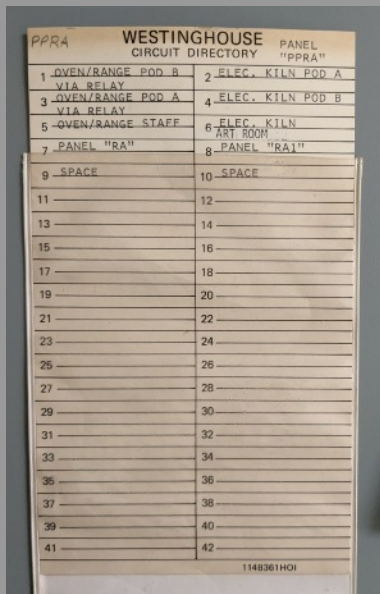 PPRA
WESTINGHOUSE
CIRCUIT DIRECTORY
PANEL
"PPRA"
1 OVEN/RANGE POD B
VIA RELAY
2 ELEC. KILN POD A
3 OVEN/RANGE POD A
VIA RELAY
4 ELEC. KILN POD B
5 OVEN/RANGE STAFF
6 ELEC. KILN
ART ROOM
7 PANEL "RA"
8 PANEL "RA1"
9 SPACE
10 SPACE
11
12
13
14
15
16
17
18
19
20
21
22
23
24
25
26
27
28
29
30
31
32
33
34
35
36
37
38
39
40
41
42
1148361HO1